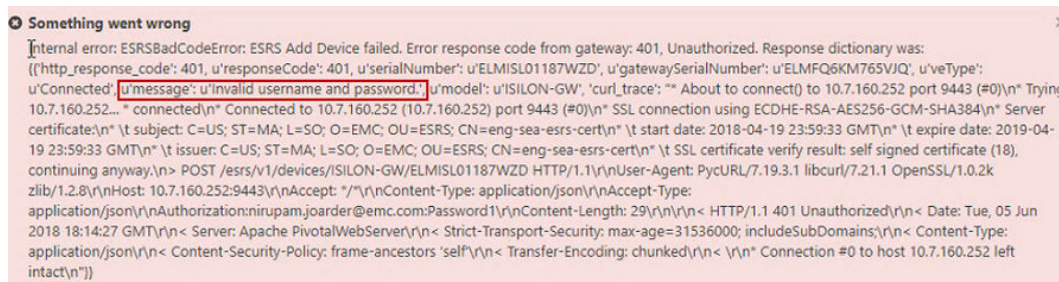 Something went wrong
Internal error: ESRSBadCodeError: ESRS Add Device failed. Error response code from gateway: 401, Unauthorized. Response dictionary was:
{{'http_response_code': 401, u'responseCode': 401, u'serialNumber': u'ELMISL01187WZD', u'gatewaySerialNumber': u'ELMFQ6KM765VJQ', u'veType':
u'Connected', u'message': u'Invalid username and password.', u'model': u'ISILON-GW', 'curl_trace': "* About to connect() to 10.7.160.252 port 9443 (#0)\n* Trying
10.7.160.252... * connected\n* Connected to 10.7.160.252 (10.7.160.252) port 9443 (#0)\n* SSL connection using ECDHE-RSA-AES256-GCM-SHA384\n* Server
certificate:\n* \t subject: C=US; ST=MA; L=SO; O=EMC; OU=ESRS; CN=eng-sea-esrs-cert\n* \t start date: 2018-04-19 23:59:33 GMT\n* \t expire date: 2019-04-
19 23:59:33 GMT\n* \t issuer: C=US; ST=MA; L=SO; O=EMC; OU=ESRS; CN=eng-sea-esrs-cert\n* \t SSL certificate verify result: self signed certificate (18),
continuing anyway.\n> POST /esrs/v1/devices/ISILON-GW/ELMISL01187WZD HTTP/1.1\r\nUser-Agent: PycURL/7.19.3.1 libcurl/7.21.1 OpenSSL/1.0.2k
zlib/1.2.8\r\nHost: 10.7.160.252:9443\r\nAccept: */*\r\nContent-Type: application/json\r\nAccept-Type:
application/json\r\nAuthorization:nirupam.joarder@emc.com:Password1\r\nContent-Length: 29\r\n\r\n< HTTP/1.1 401 Unauthorized\r\n< Date: Tue, 05 Jun
2018 18:14:27 GMT\r\n< Server: Apache PivotalWebServer\r\n< Strict-Transport-Security: max-age=31536000; includeSubDomains;\r\n< Content-Type:
application/json\r\n< Content-Security-Policy: frame-ancestors 'self'\r\n< Transfer-Encoding: chunked\r\n< \r\n* Connection #0 to host 10.7.160.252 left
intact\n"}}